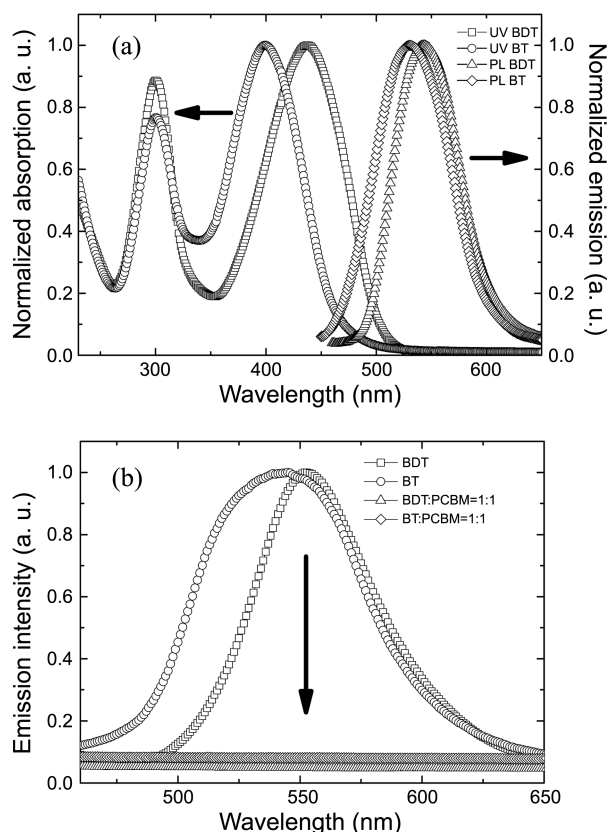 (a)
UV BDT
UV BT
PL BDT
PL BT
1.0
0.8
0.6
0.4
0.2
0.0
Normalized absorption (a. u.)
1.0
0.8
0.6
0.4
0.2
0.0
Normalized emission (a. u.)
300 400 500 600
Wavelength (nm)
(b)
BDT
BT
BDT:PCBM=1:1
BT:PCBM=1:1
1.0
0.8
0.6
0.4
0.2
0.0
Emission intensity (a. u.)
500 550 600 650
Wavelength (nm)